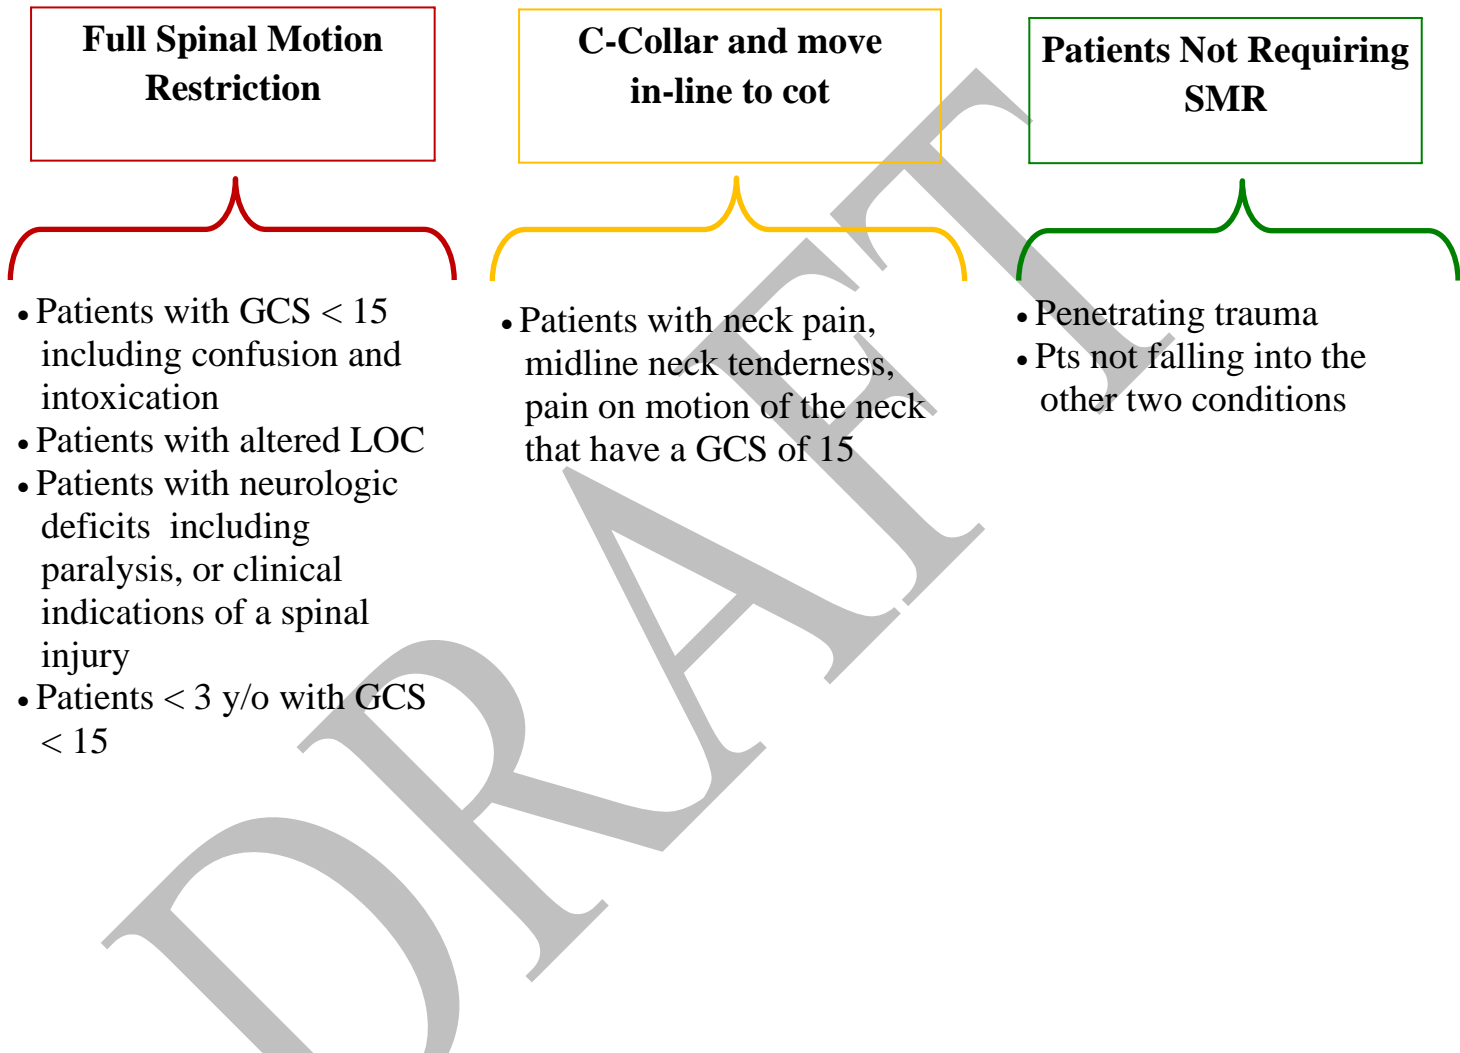 Full Spinal Motion
Restriction
• Patients with GCS < 15
including confusion and
intoxication
• Patients with altered LOC
• Patients with neurologic
deficits  including
paralysis, or clinical
indications of a spinal
injury
• Patients < 3 y/o with GCS
< 15
C-Collar and move
in-line to cot
• Patients with neck pain,
midline neck tenderness,
pain on motion of the neck
that have a GCS of 15
Patients Not Requiring
SMR
• Penetrating trauma
• Pts not falling into the
other two conditions
DRAFT